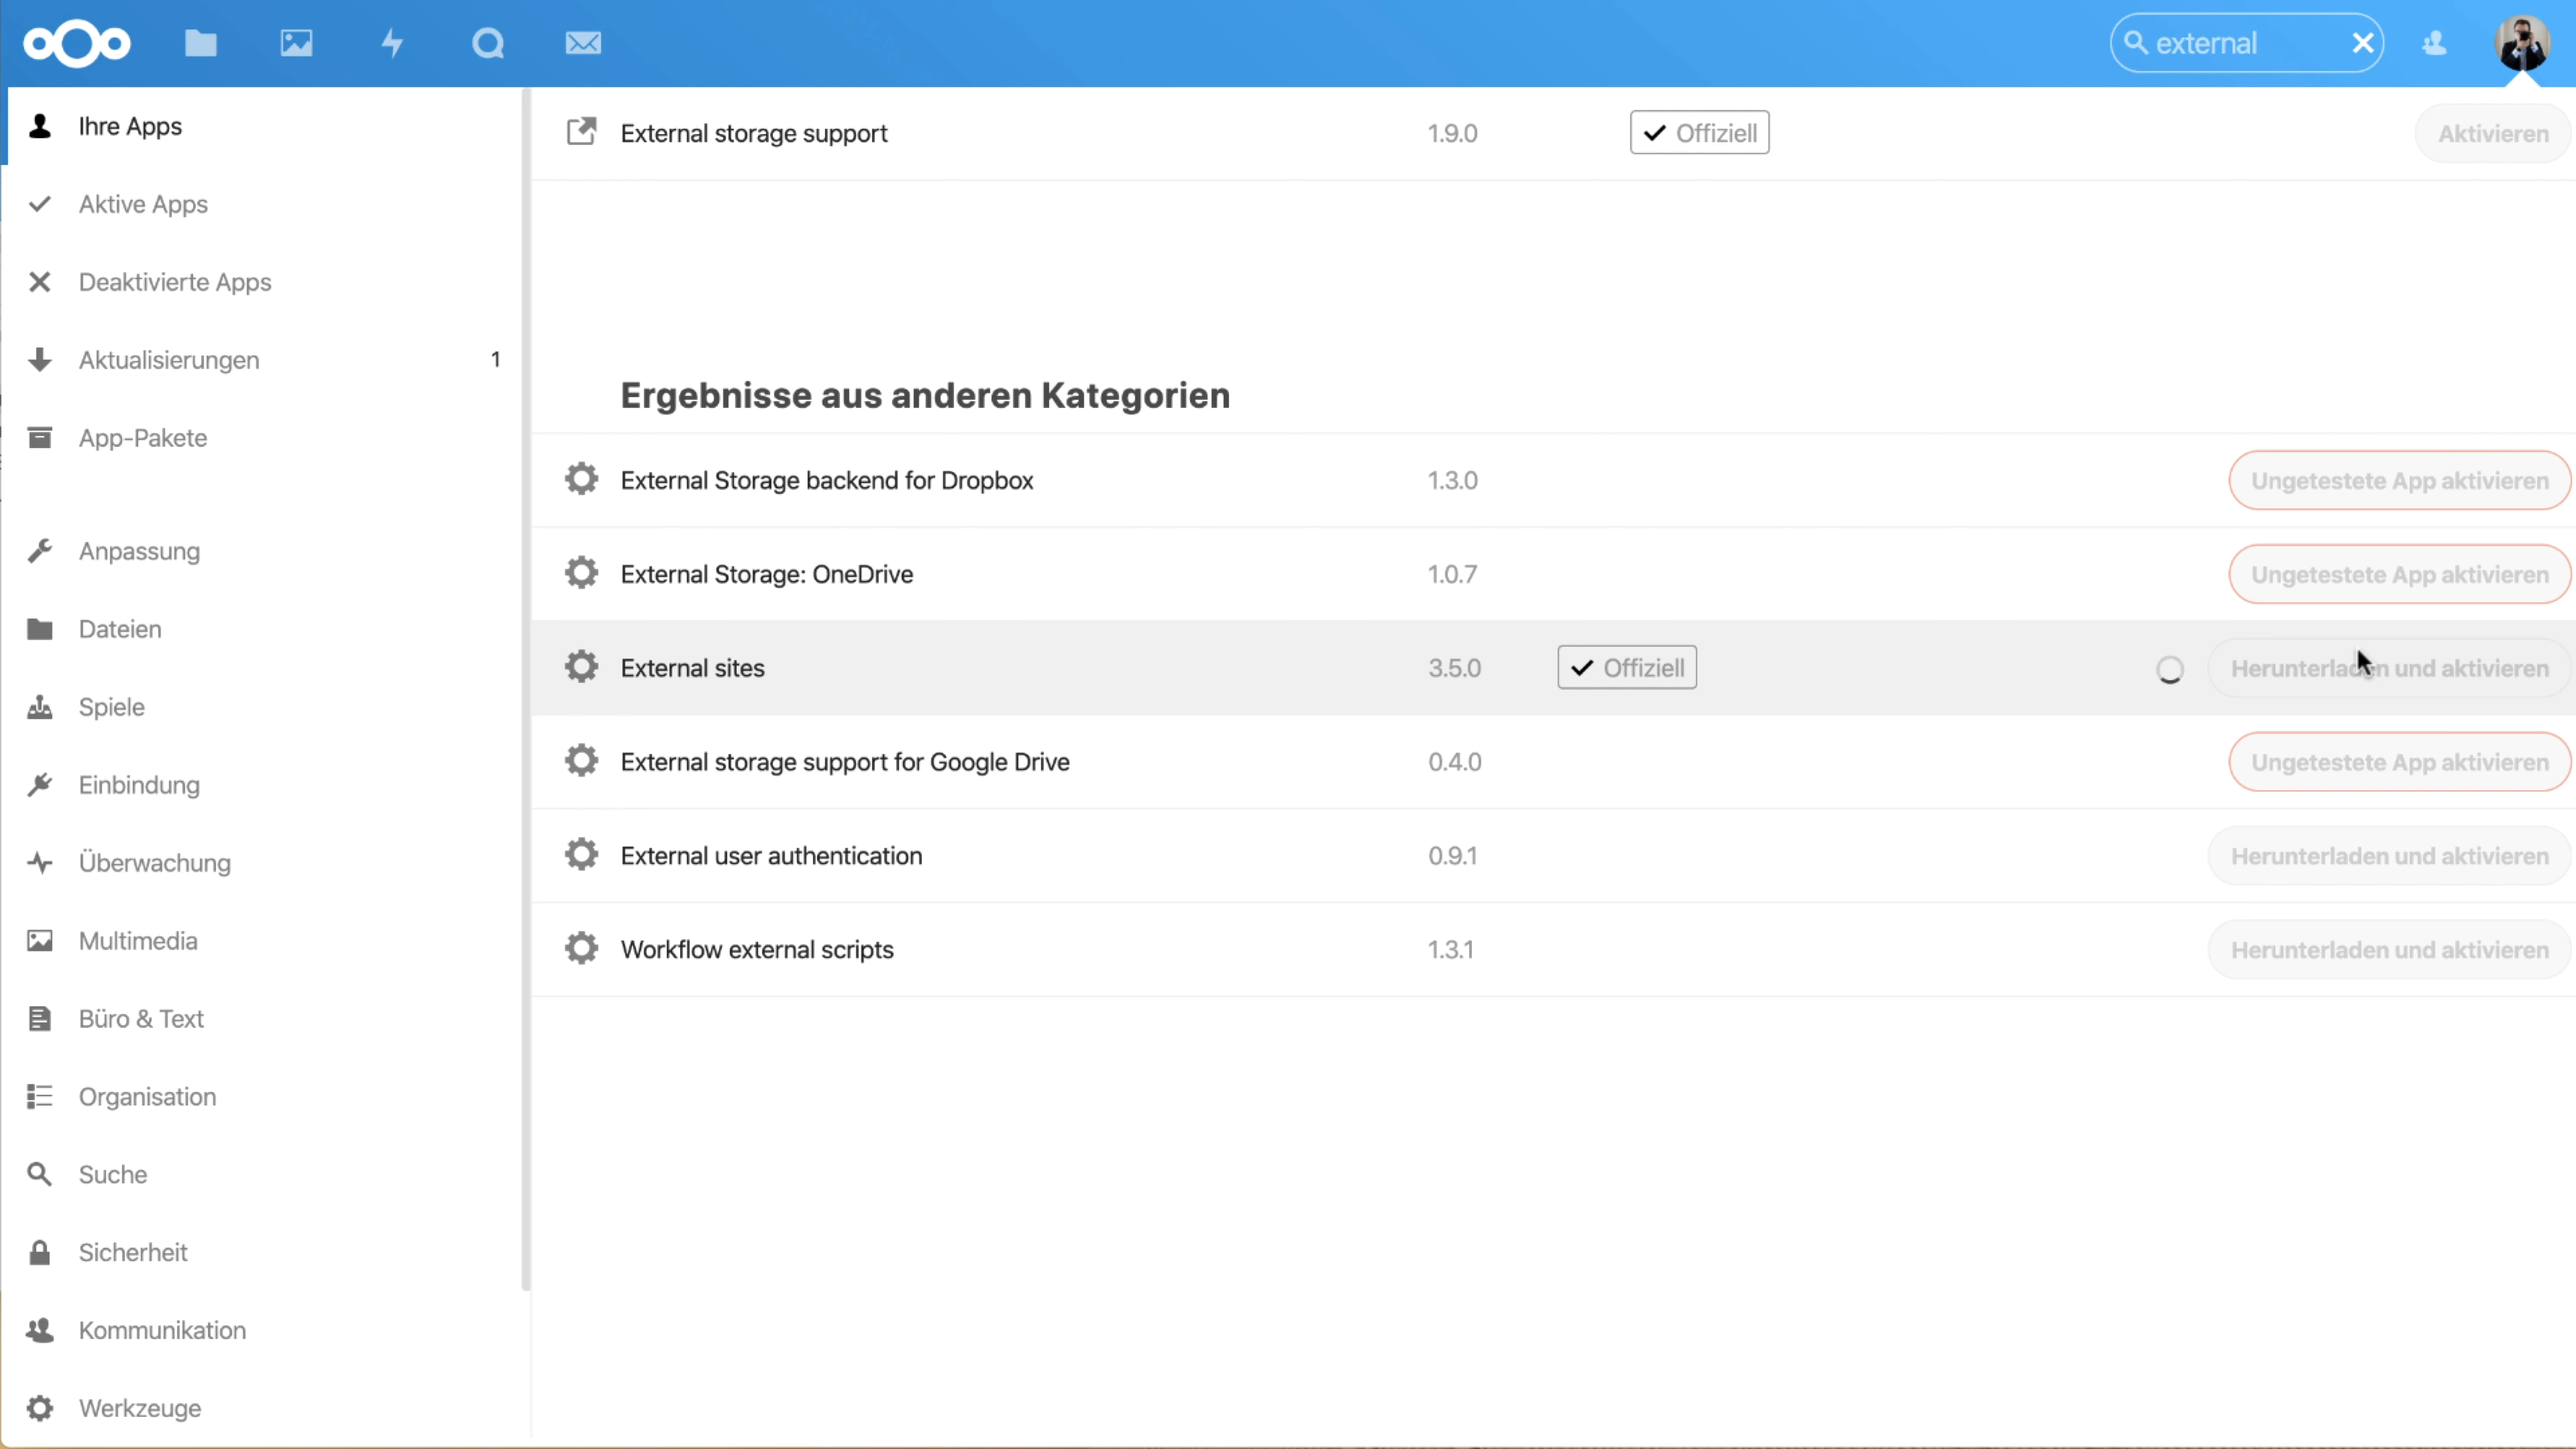 external
Ihre Apps
Aktive Apps
Deaktivierte Apps
Aktualisierungen 1
App-Pakete
Anpassung
Dateien
Spiele
Einbindung
Überwachung
Multimedia
Büro & Text
Organisation
Suche
Sicherheit
Kommunikation
Werkzeuge
External storage support 1.9.0 Offiziell Aktivieren
Ergebnisse aus anderen Kategorien
External Storage backend for Dropbox 1.3.0 Ungetestete App aktivieren
External Storage: OneDrive 1.0.7 Ungetestete App aktivieren
External sites 3.5.0 Offiziell Herunterladen und aktivieren
External storage support for Google Drive 0.4.0 Ungetestete App aktivieren
External user authentication 0.9.1 Herunterladen und aktivieren
Workflow external scripts 1.3.1 Herunterladen und aktivieren